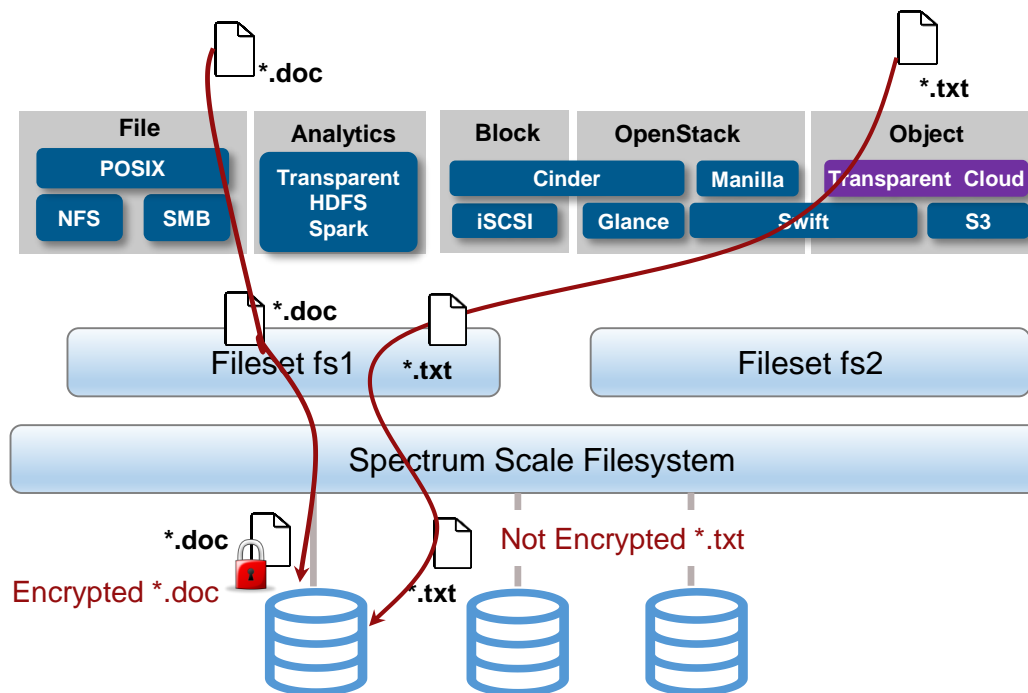 *.doc
*.txt
File
Analytics
Block
OpenStack
Object
POSIX
NFS
SMB
Transparent
HDFS
Spark
Cinder
Manilla
Transparent Cloud
iSCSI
Glance
Swift
S3
*.doc
Fileset fs1
*.txt
Fileset fs2
Spectrum Scale Filesystem
*.doc
Encrypted *.doc
*.txt
Not Encrypted *.txt